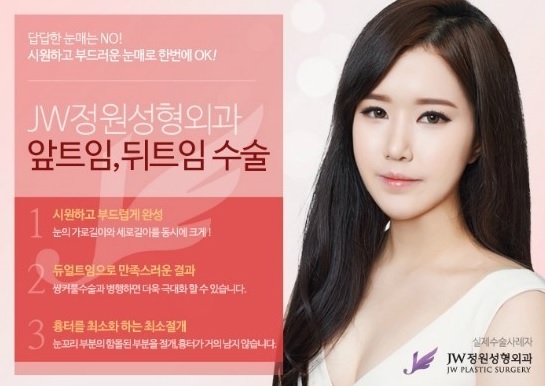 답답한 눈매는 NO!
시원하고 부드러운 눈매로 한번에 OK!
JW정원성형외과
앞트임,뒤트임 수술
1 시원하고 부드럽게 완성
눈의 가로길이와 세로길이를 동시에 크게!
2 듀얼트임으로 만족스러운 결과
쌍커풀수술과 병행하면 더욱 극대화 할 수 있습니다.
3 흉터를 최소화 하는 최소절개
눈꼬리 부분의 함몰된 부분을 절개,흉터가 거의 남지 않습니다.
실제수술사례자
JW정원성형외과
JW PLASTIC SURGERY